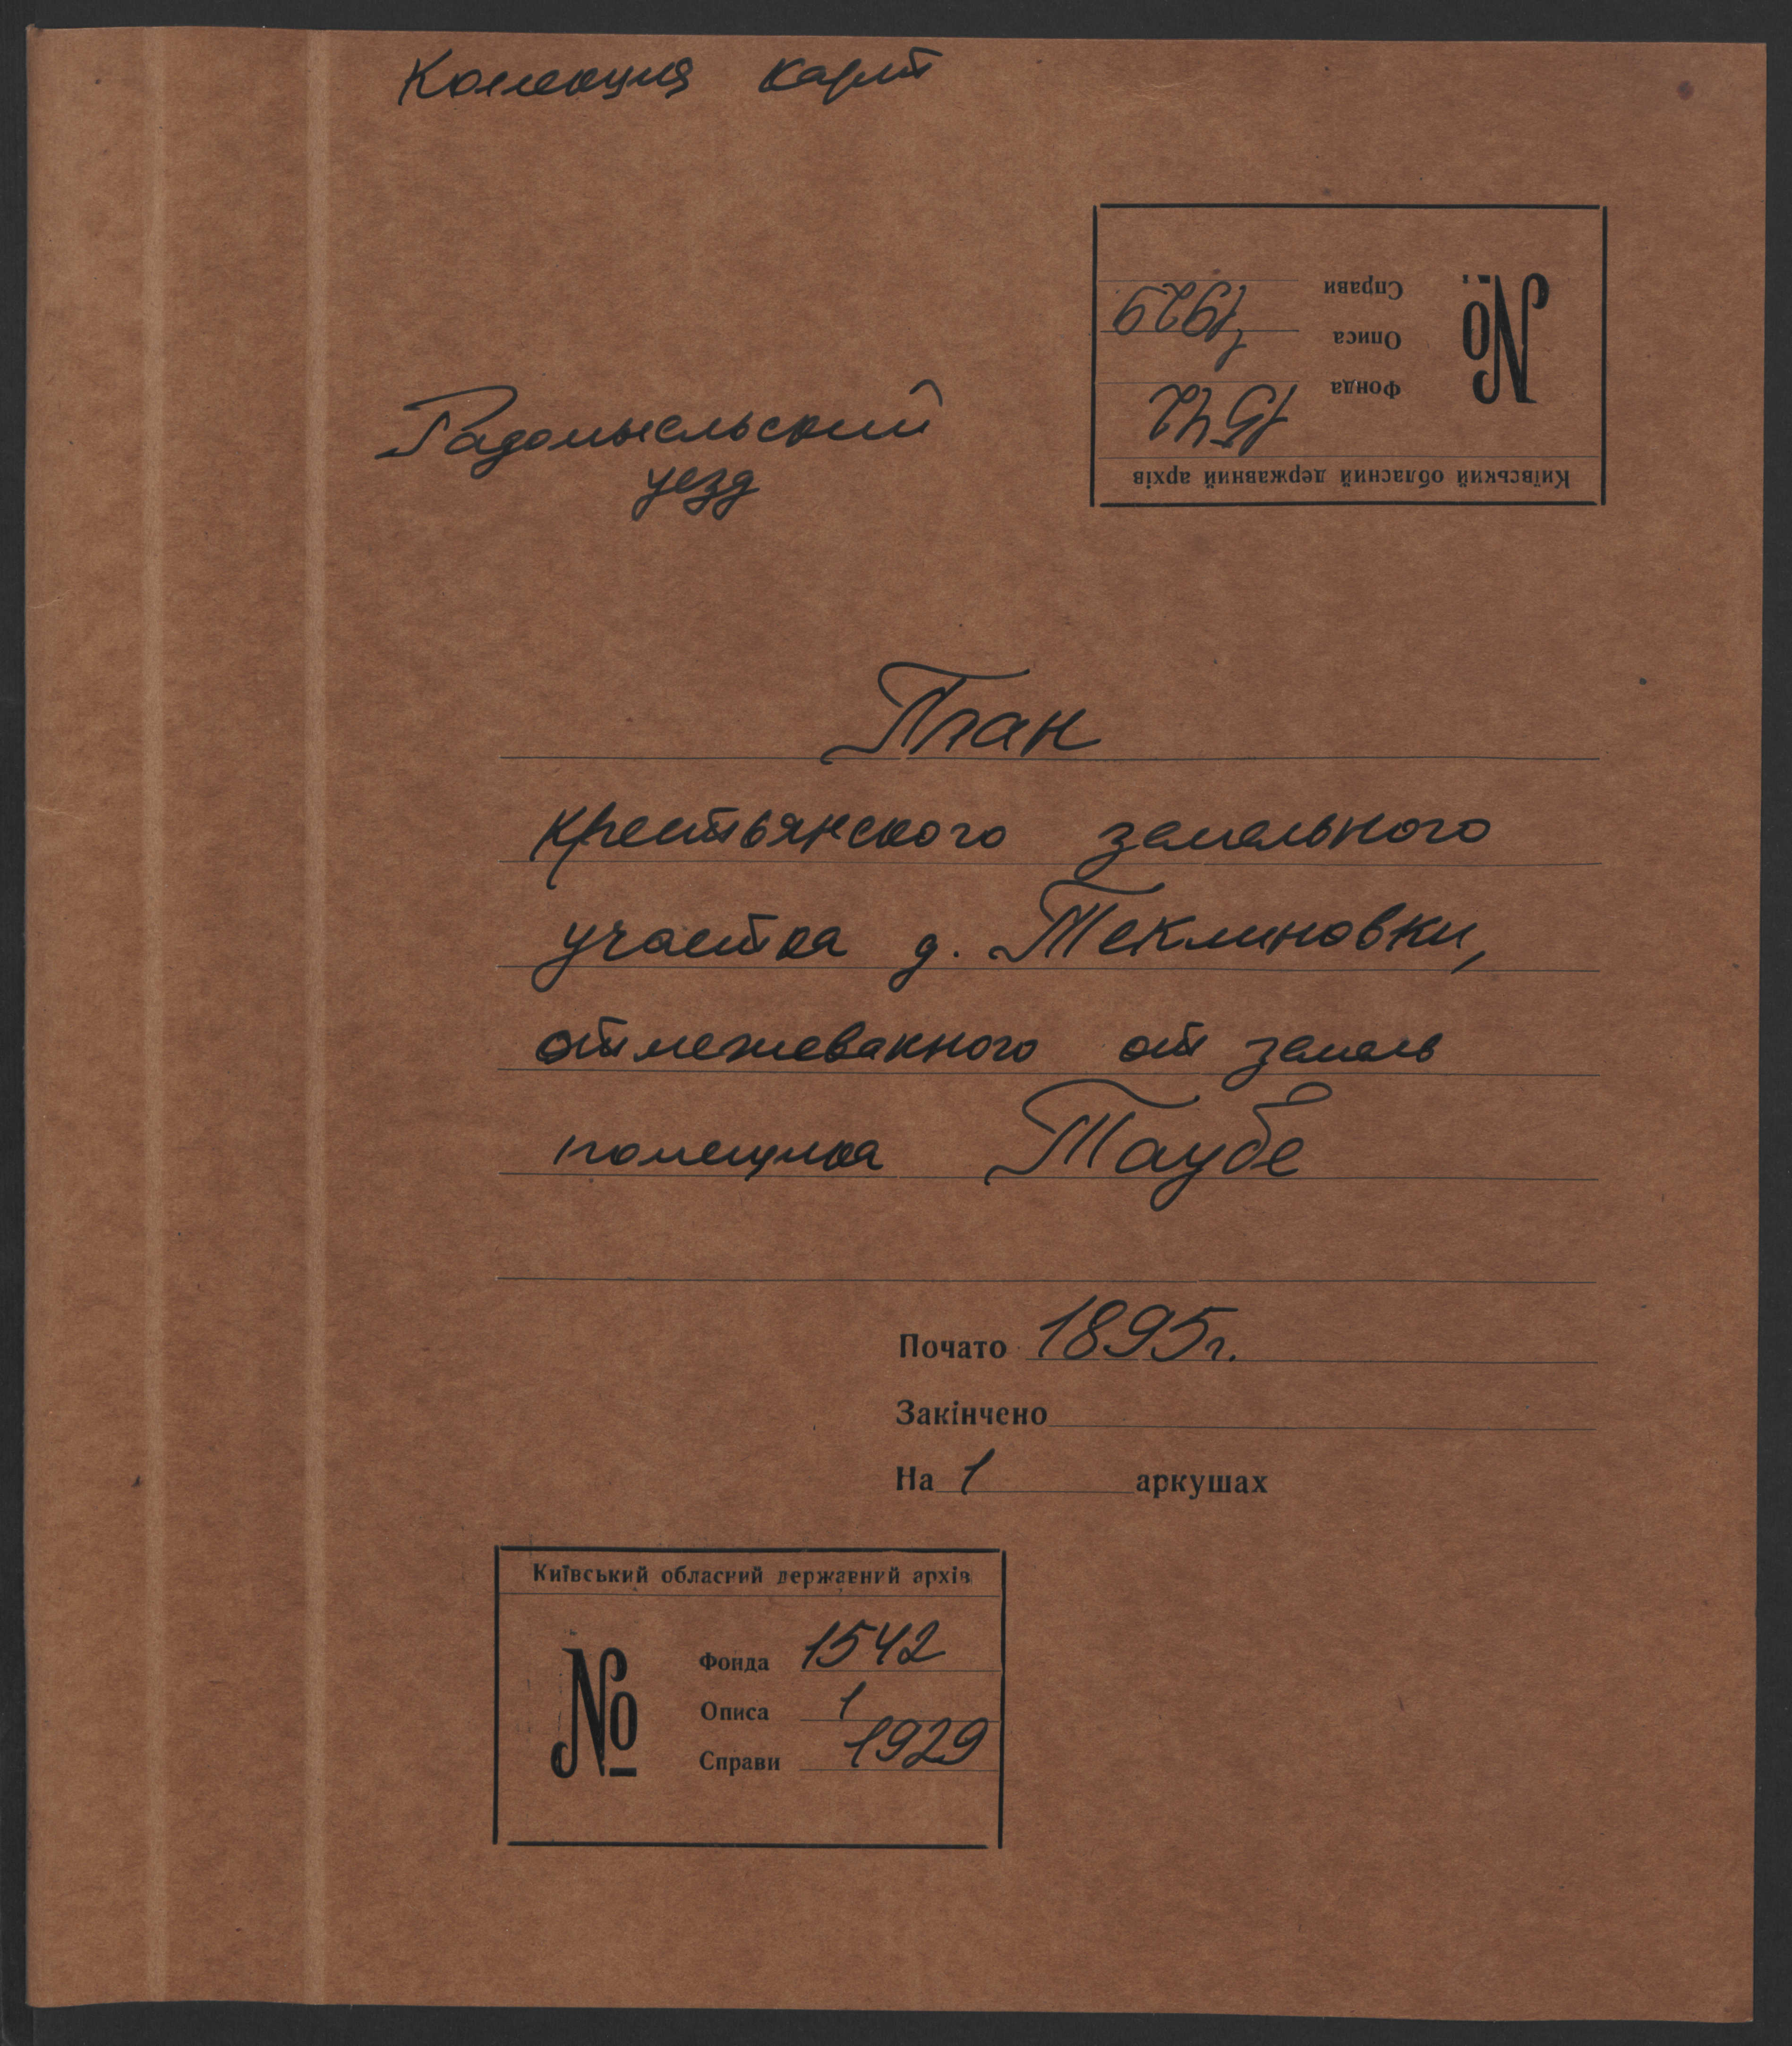 Коллекция карт
Справи 1929
Описа 1
Фонда 1542
Київський обласний державний архів
№
Радомысльский
уезд
План
крестьянского земельного
участка д. Теклиновки,
отмежеванного от земель
помещика Таубе
Почато 1895г.
Закінчено
На 1 аркушах
Київський обласний державний архів
№
Фонда 1542
Описа 1
Справи 1929